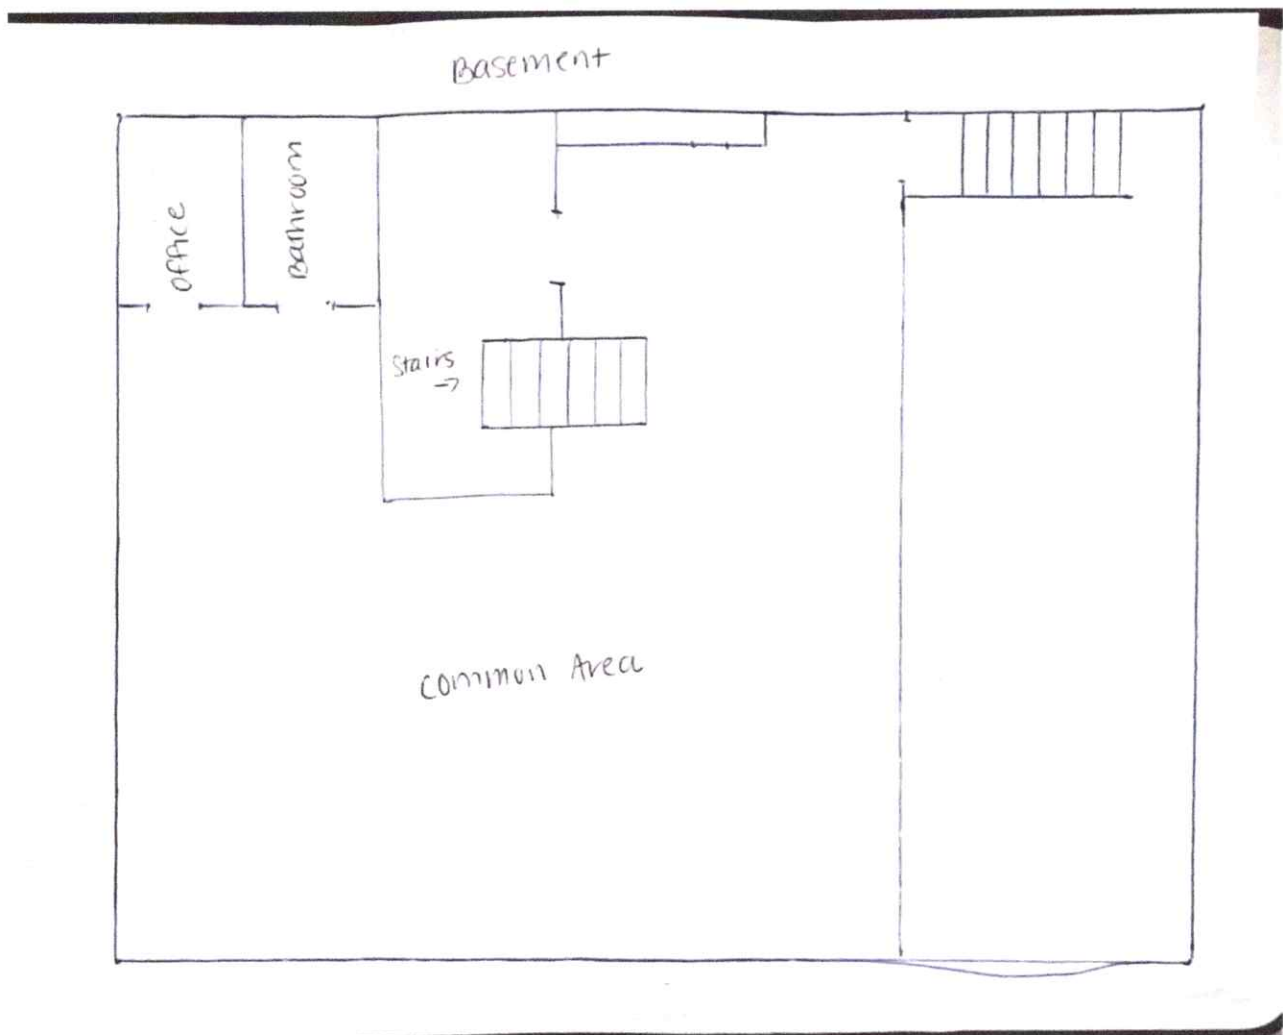 Basement
Office
Bathroom
Stairs
→
Common Area